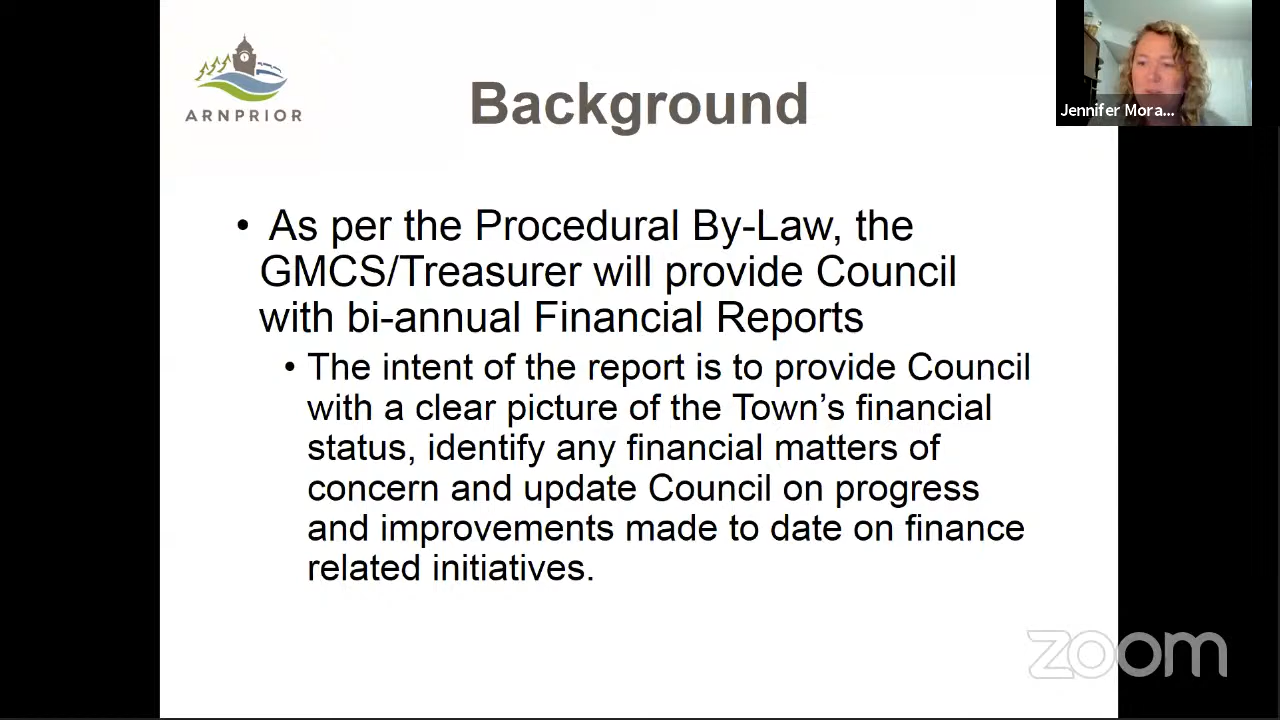 ARNPRIOR
Background
Jennifer Mora...
• As per the Procedural By-Law, the
GMCS/Treasurer will provide Council
with bi-annual Financial Reports
• The intent of the report is to provide Council
with a clear picture of the Town’s financial
status, identify any financial matters of
concern and update Council on progress
and improvements made to date on finance
related initiatives.
zoom